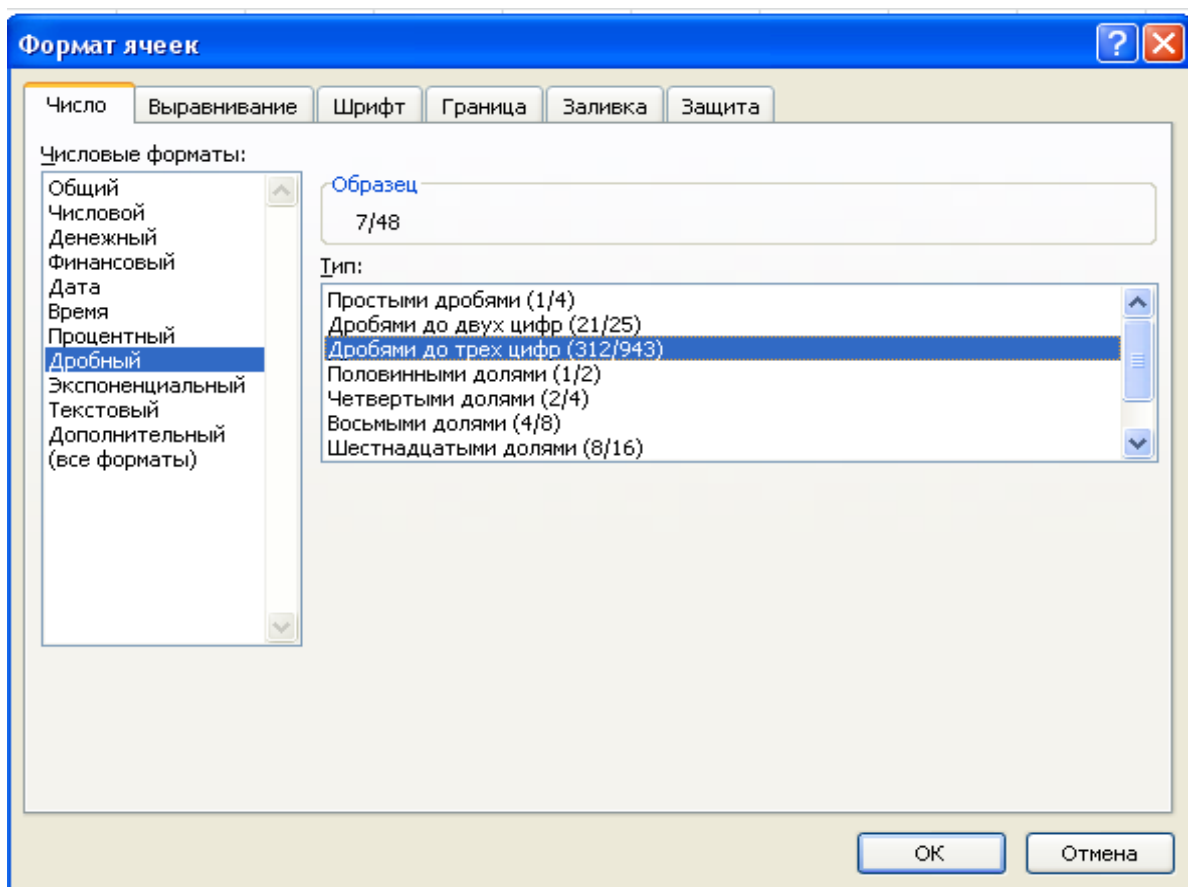 Формат ячеек
Число Выравнивание Шрифт Граница Заливка Защита
Числовые форматы:
Общий
Числовой
Денежный
Финансовый
Дата
Время
Процентный
Дробный
Экспоненциальный
Текстовый
Дополнительный
(все форматы)
Образец
7/48
Тип:
Простыми дробями (1/4)
Дробями до двух цифр (21/25)
Дробями до трех цифр (312/943)
Половинными долями (1/2)
Четвертыми долями (2/4)
Восьмыми долями (4/8)
Шестнадцатыми долями (8/16)
ОК Отмена